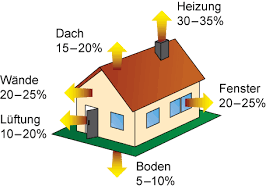 Heizung
30–35%
Dach
15–20%
Wände
20–25%
Fenster
20–25%
Lüftung
10–20%
Boden
5–10%